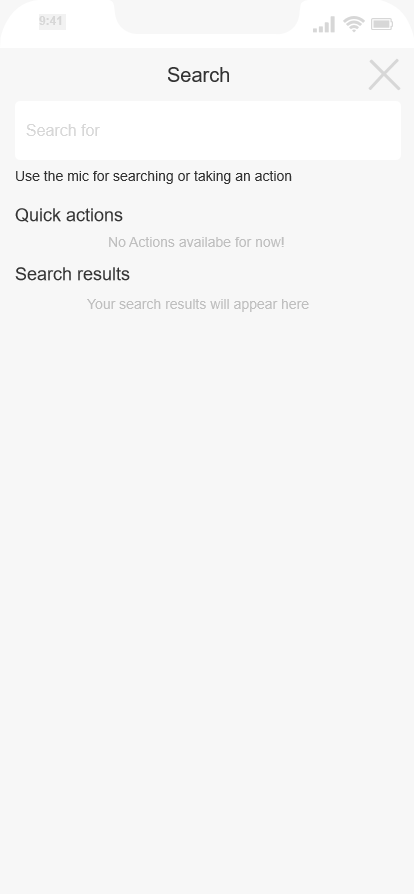 9:41
Search
Search for
Use the mic for searching or taking an action
Quick actions
No Actions availabe for now!
Search results
Your search results will appear here